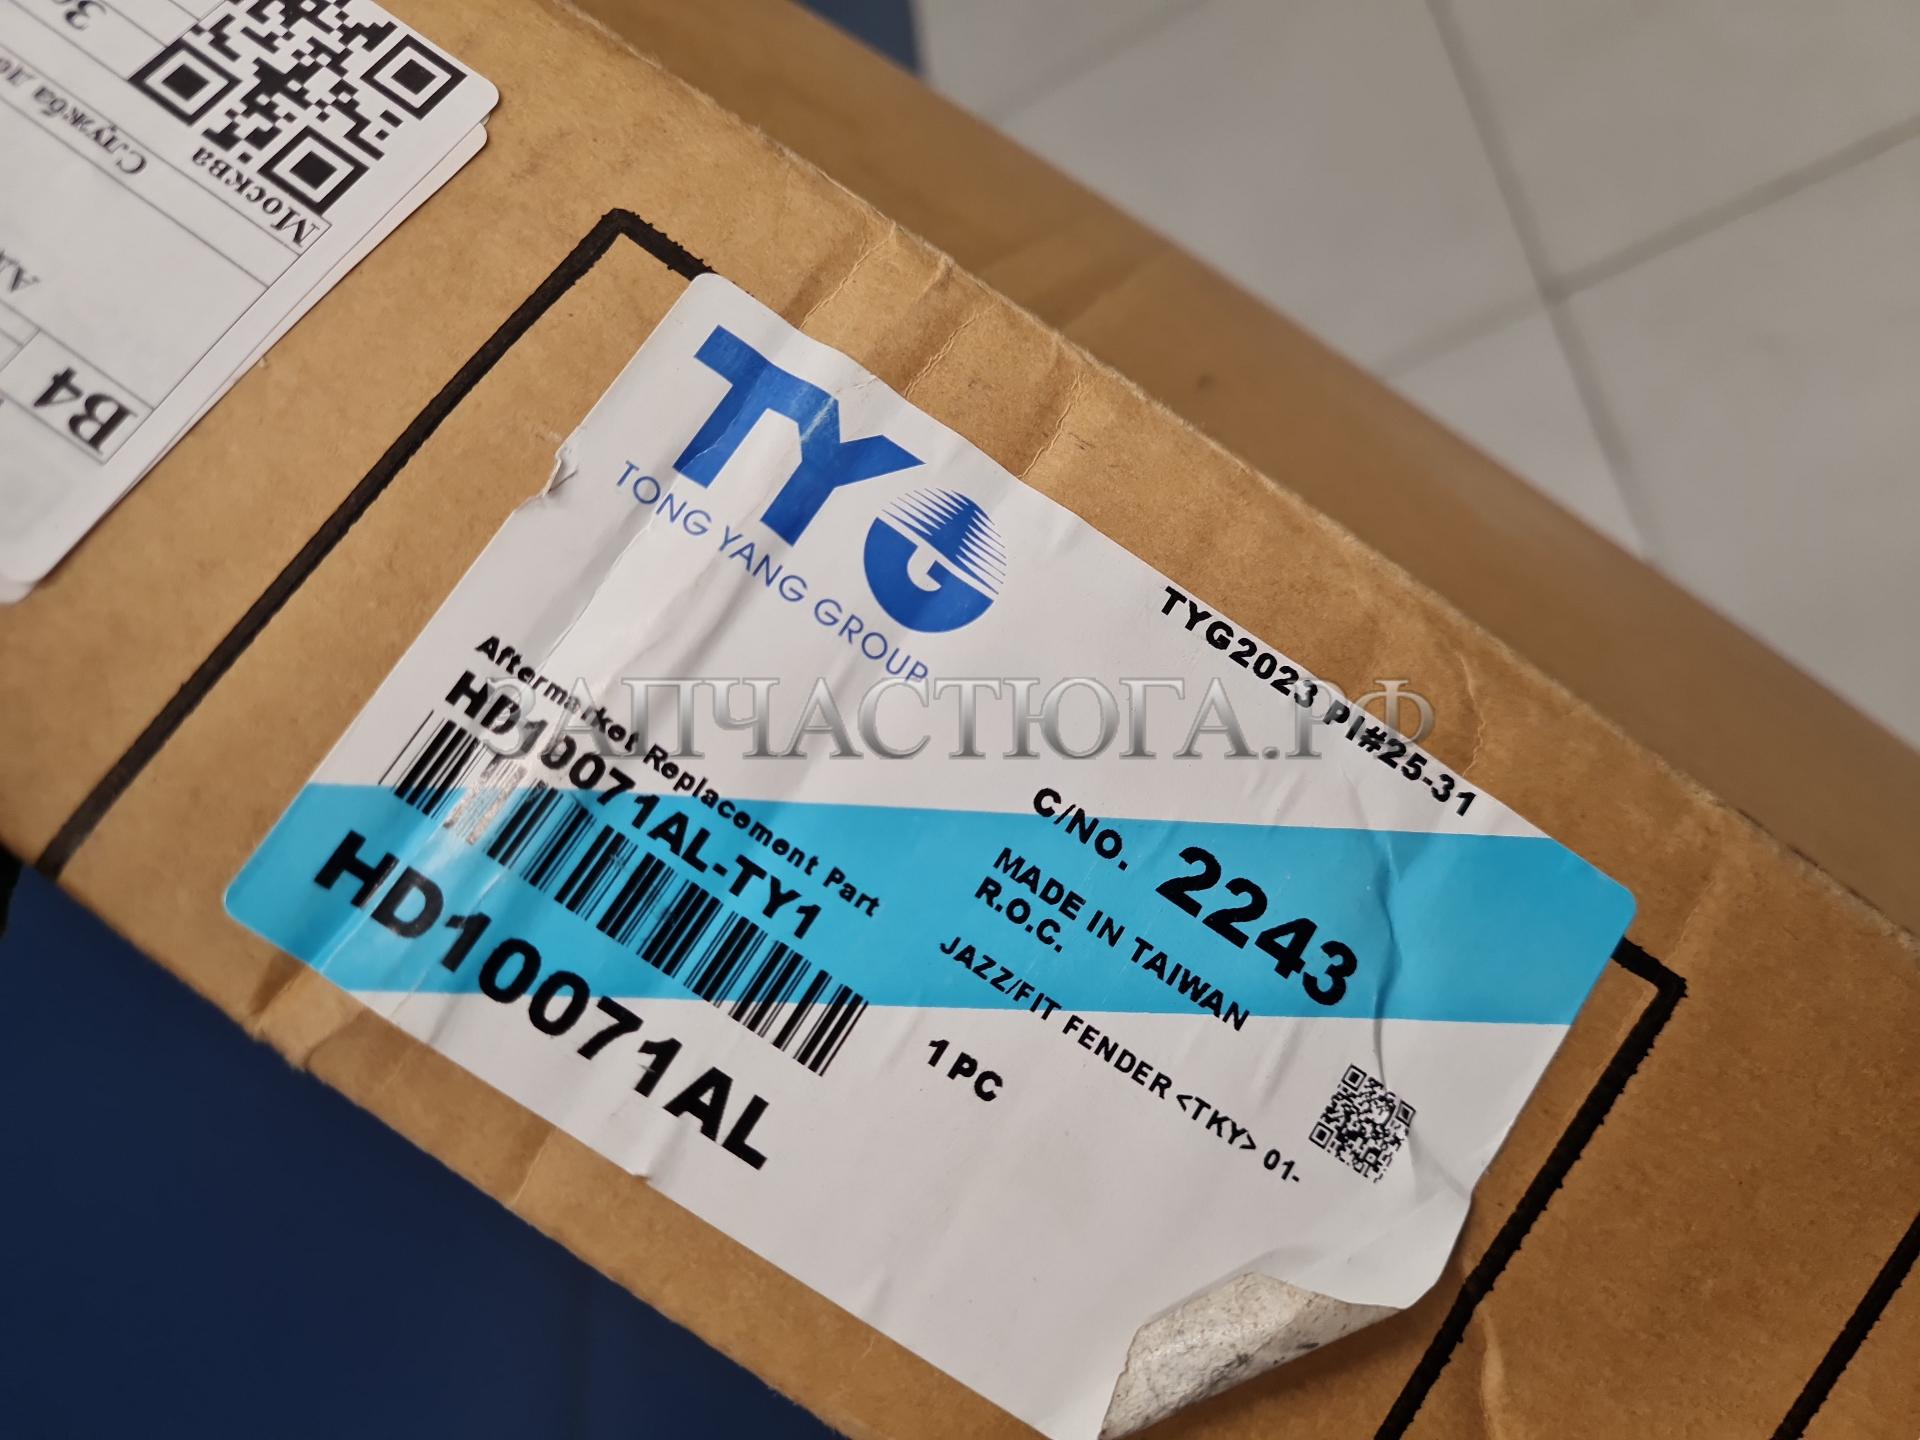 Москва
Служба
B4
TYG
TONG YANG GROUP
TYG2023 PI#25-31
Aftermarket Replacement Part
HD10071AL-TY1
HD10071AL
C/NO. 2243
MADE IN TAIWAN
R.O.C.
JAZZ/FIT FENDER <TKY> 01-
1 PC
ЗАПЧАСТЮГА.РФ